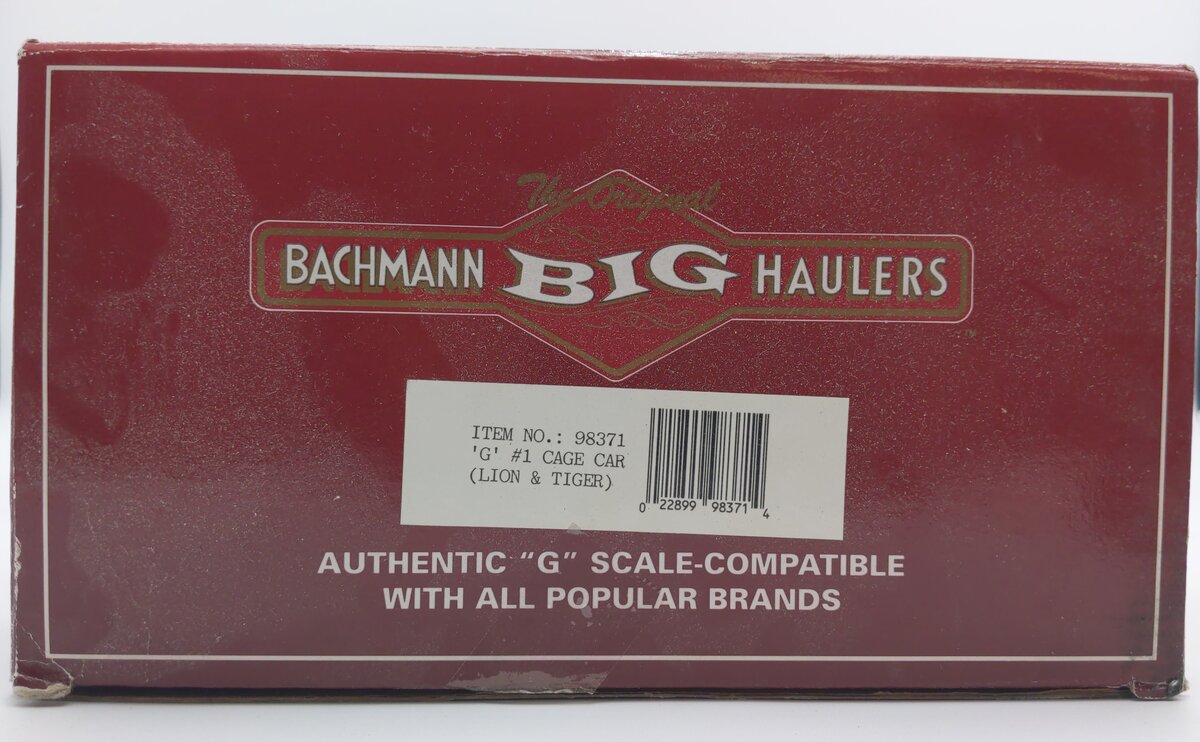 The Original
BACHMANN BIG HAULERS
TM
ITEM NO.: 98371
'G' #1 CAGE CAR
(LION & TIGER)
0 22899 98371 4
AUTHENTIC “G” SCALE-COMPATIBLE
WITH ALL POPULAR BRANDS